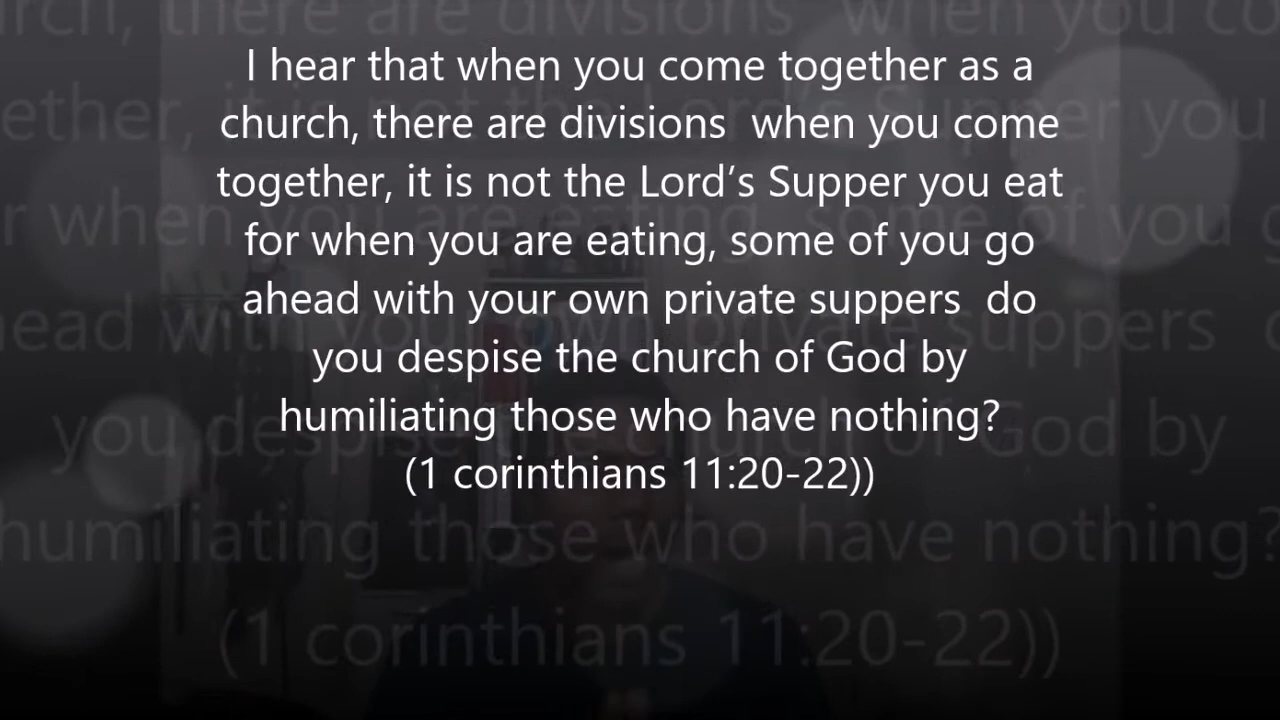 I hear that when you come together as a
church, there are divisions  when you come
together, it is not the Lord’s Supper you eat
for when you are eating, some of you go
ahead with your own private suppers  do
you despise the church of God by
humiliating those who have nothing?
(1 corinthians 11:20-22))